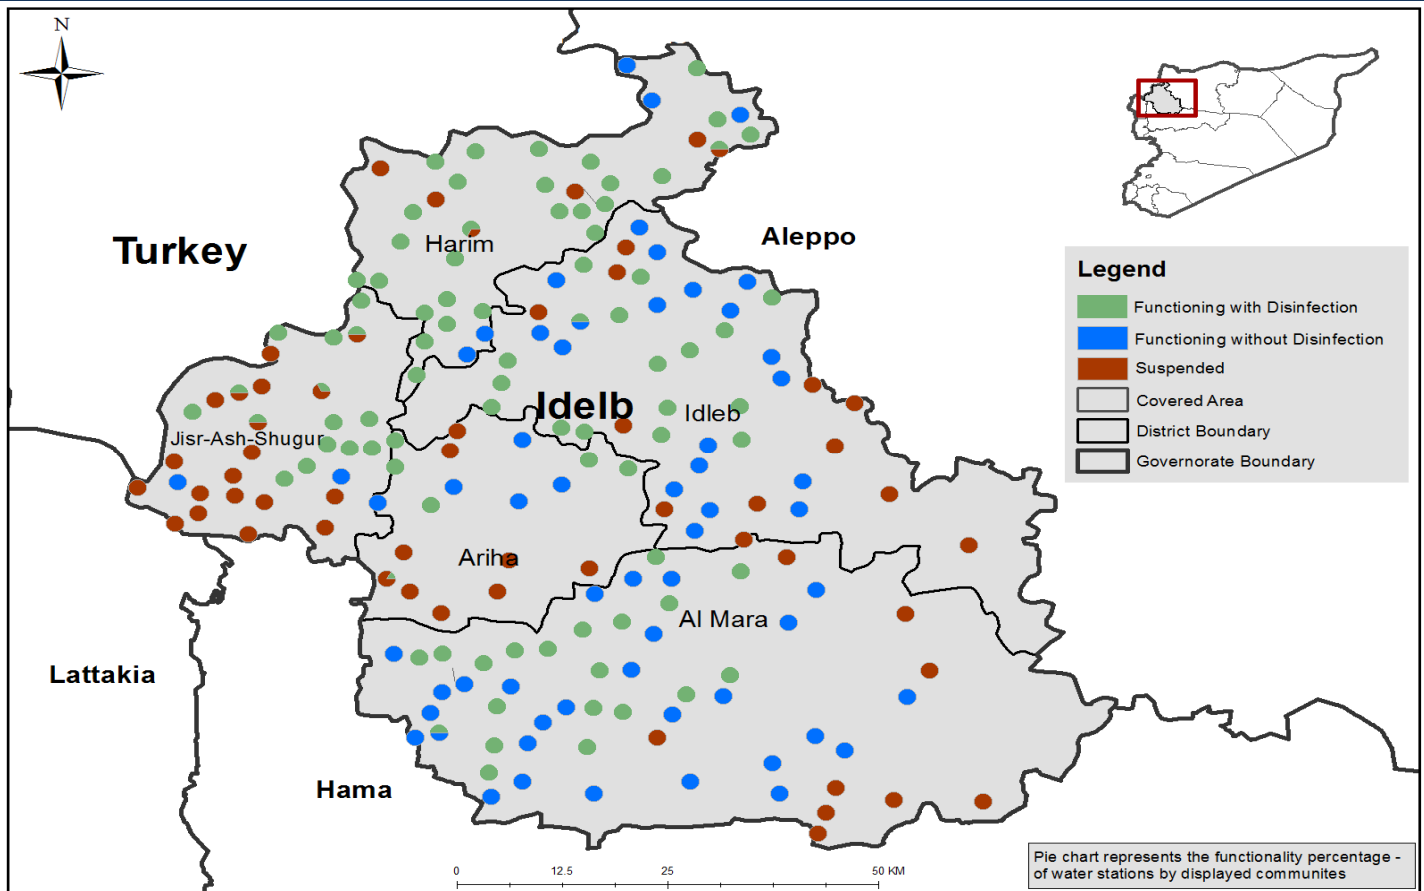 N
Turkey
Harim
Aleppo
Legend
Functioning with Disinfection
Functioning without Disinfection
Suspended
Covered Area
District Boundary
Governorate Boundary
Idelb
Idleb
Jisr-Ash-Shugur
Ariha
Al Mara
Lattakia
Hama
0 12.5 25 50 KM
Pie chart represents the functionality percentage -
of water stations by displayed communites